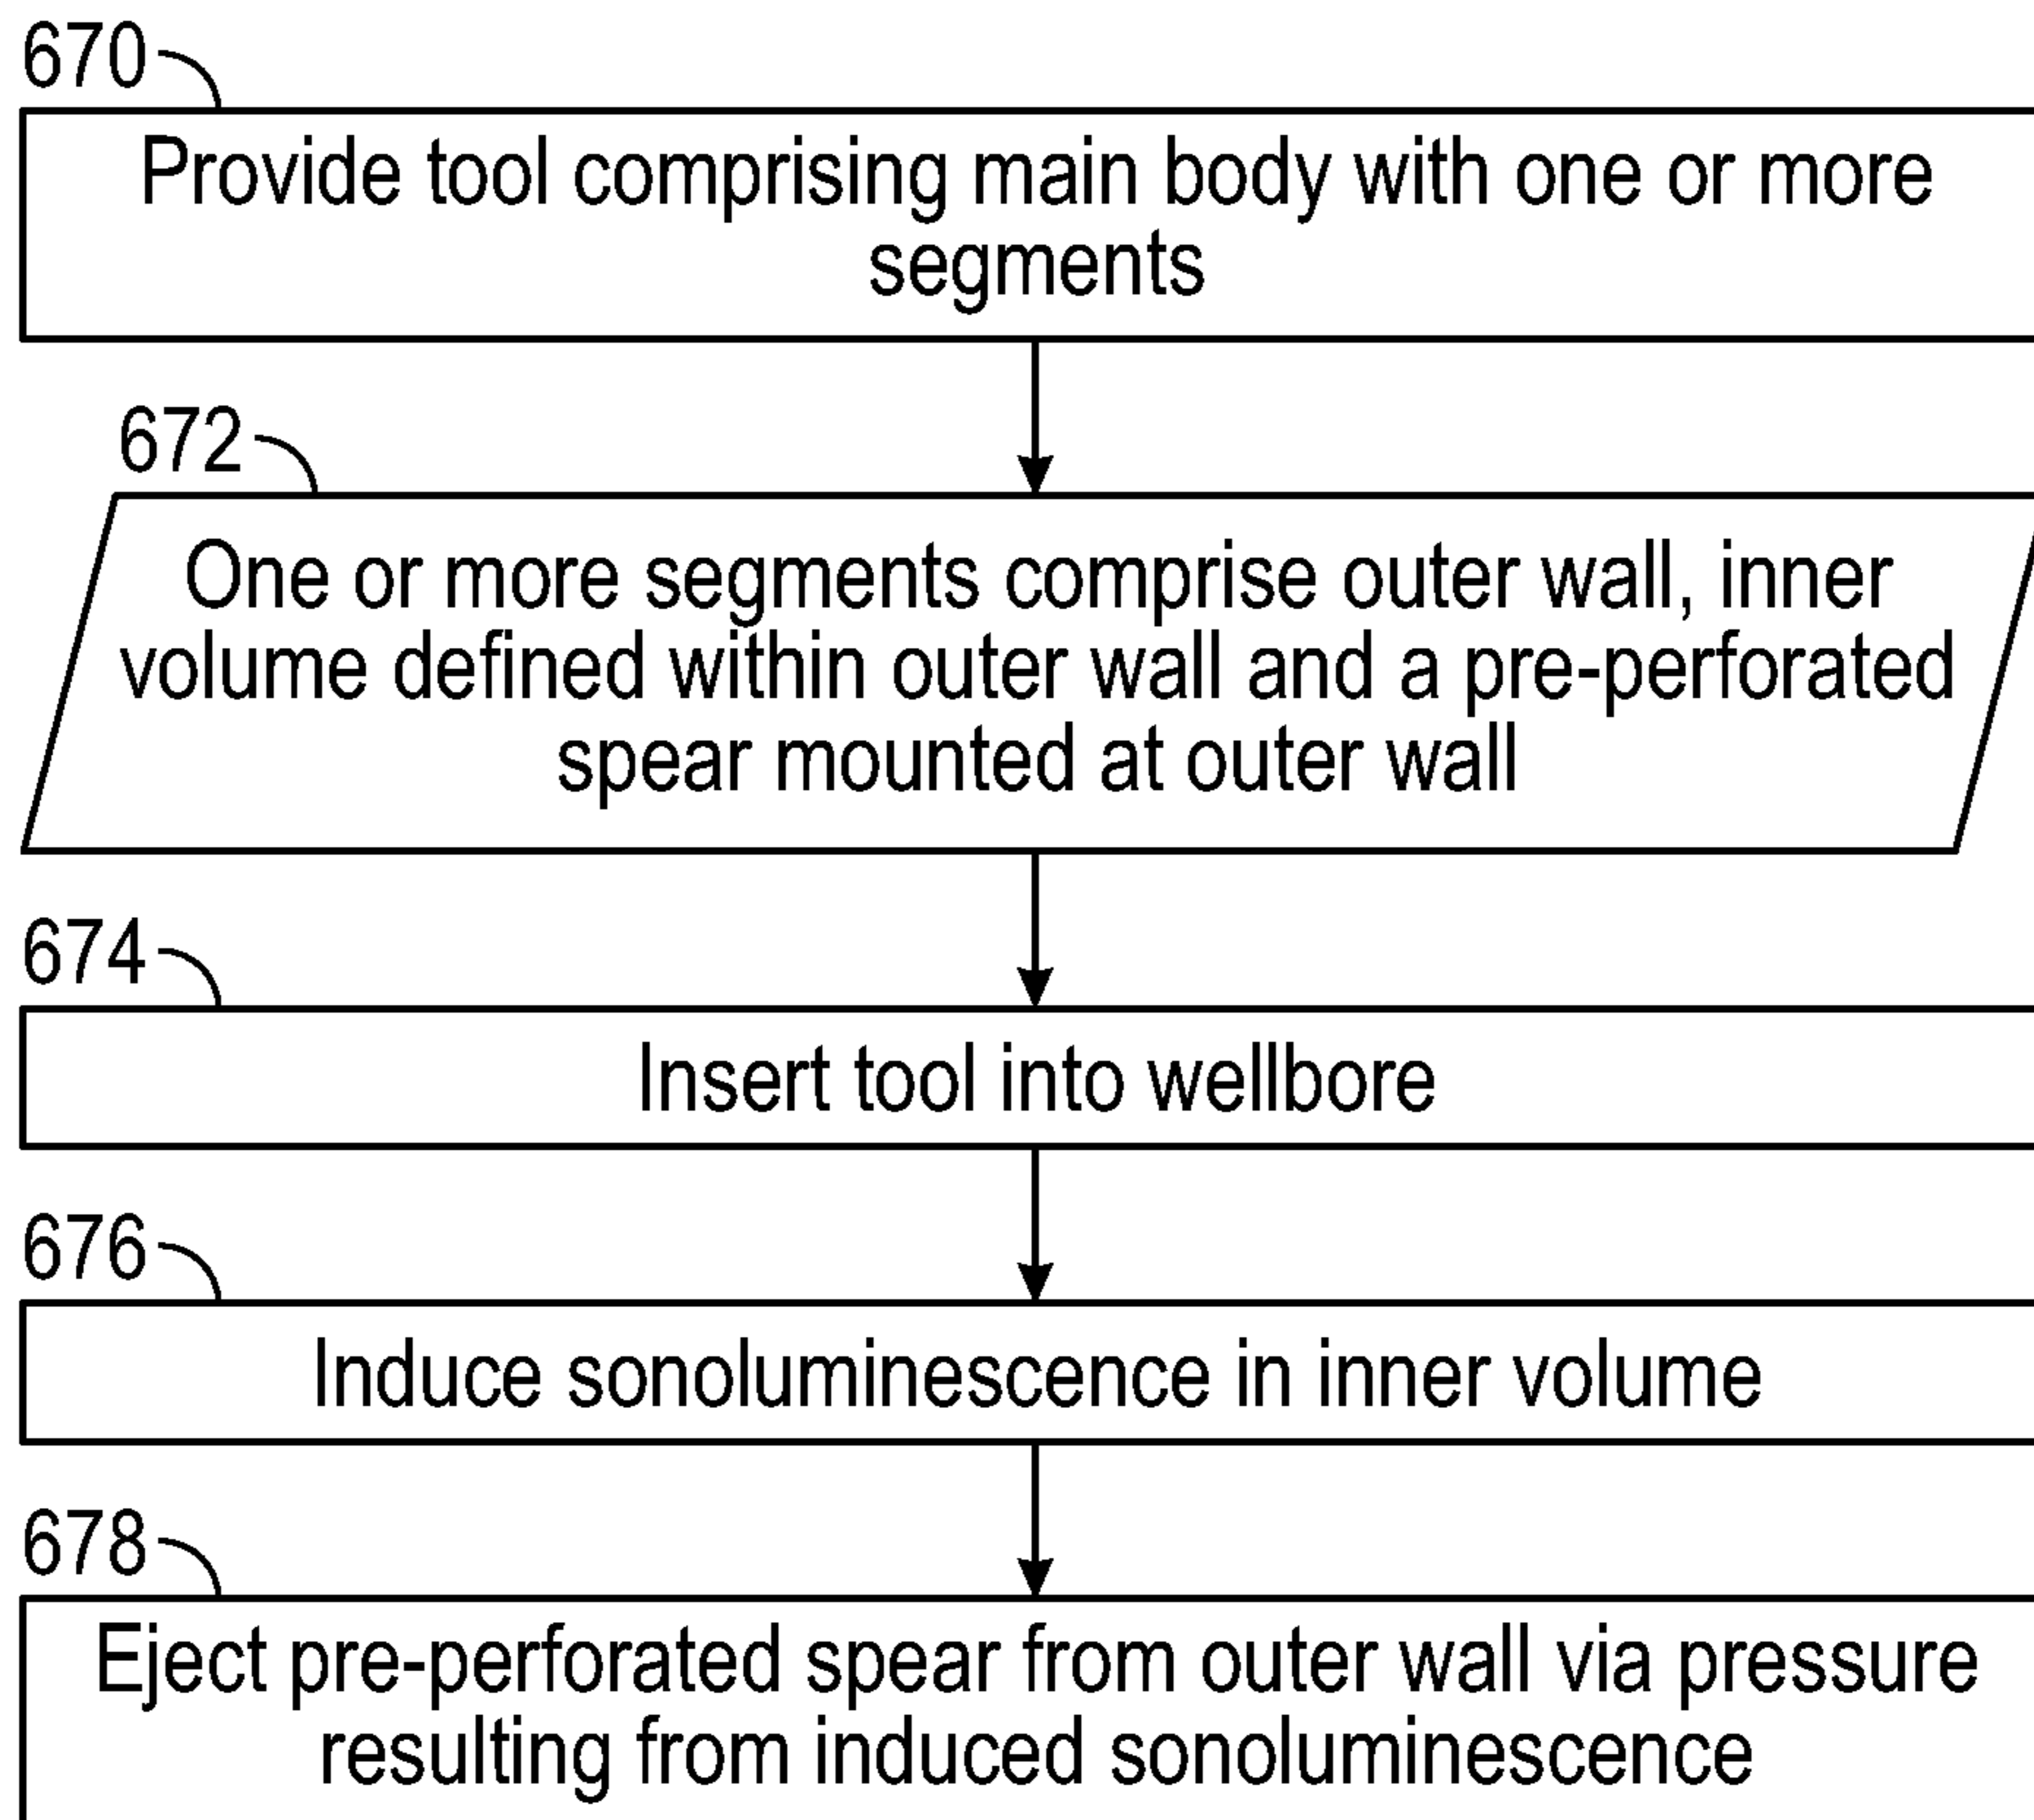 670
Provide tool comprising main body with one or more
segments
672
One or more segments comprise outer wall, inner
volume defined within outer wall and a pre-perforated
spear mounted at outer wall
674
Insert tool into wellbore
676
Induce sonoluminescence in inner volume
678
Eject pre-perforated spear from outer wall via pressure
resulting from induced sonoluminescence